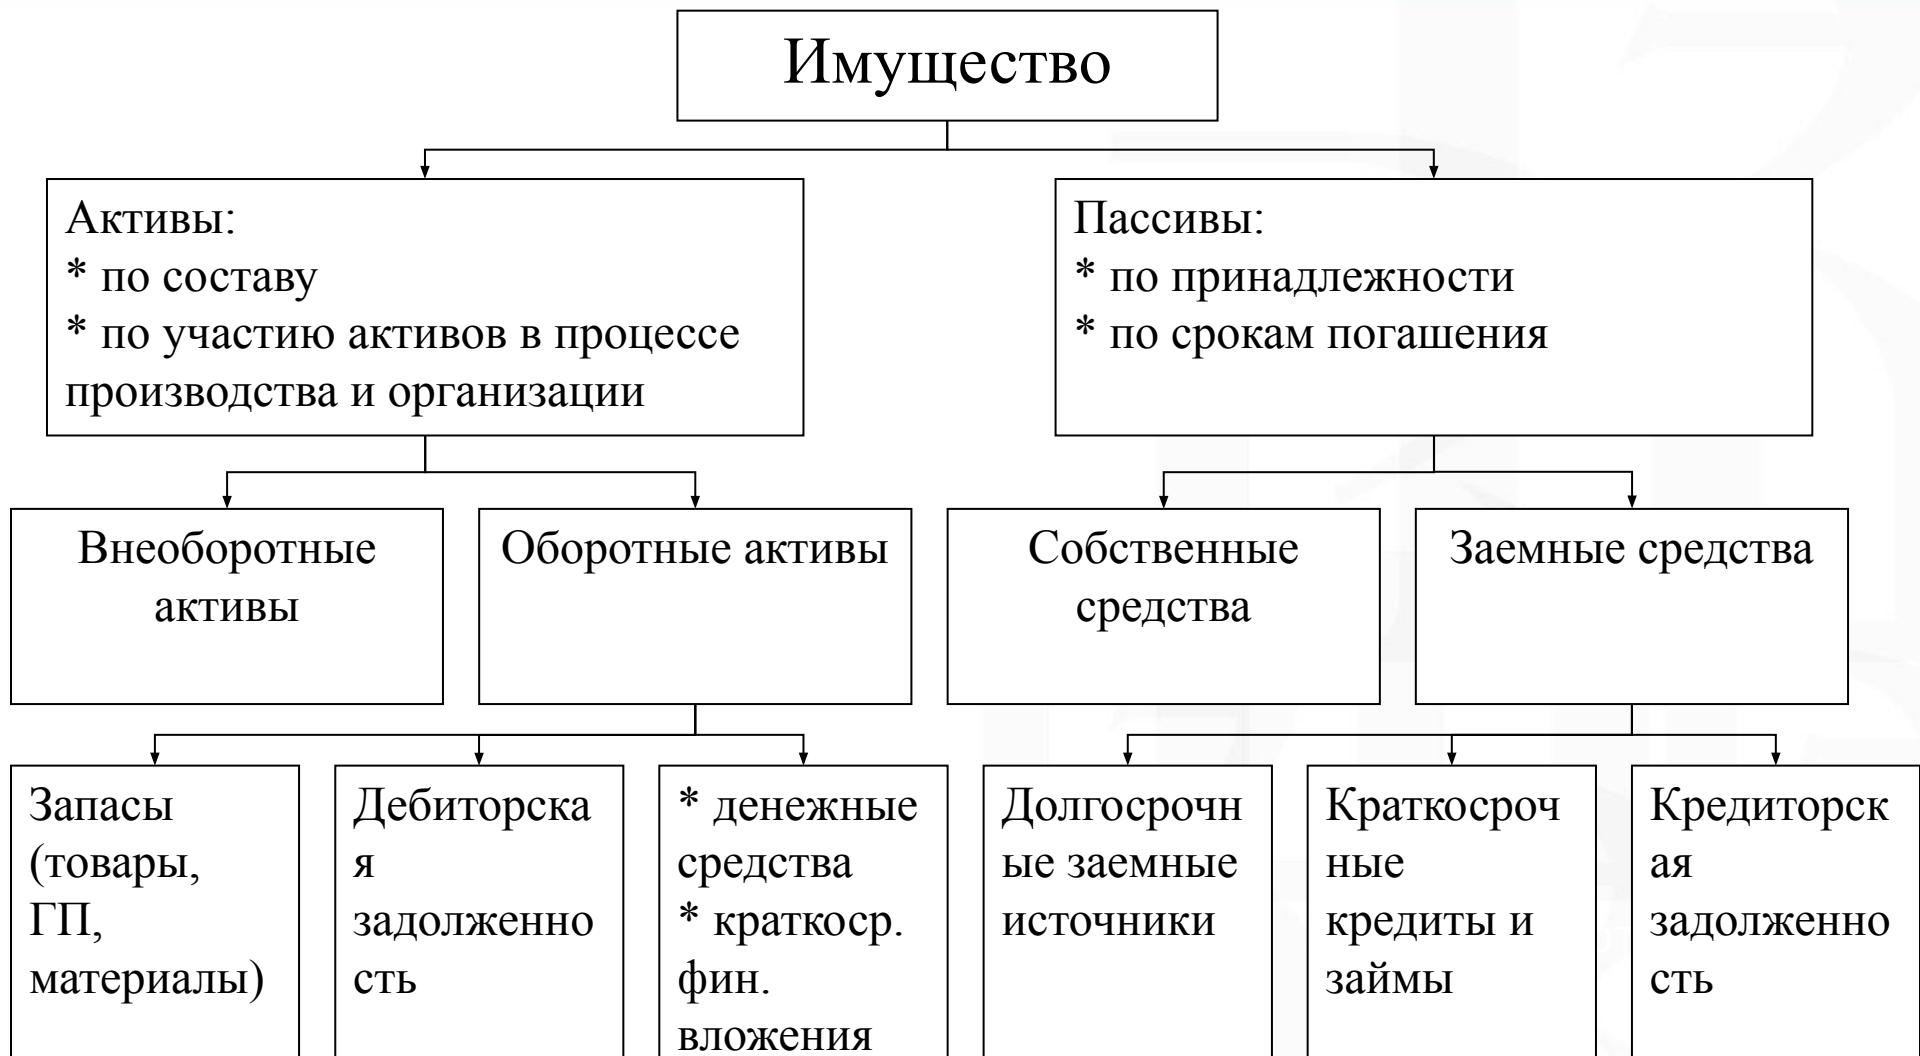 Имущество
Активы:
* по составу
* по участию активов в процессе
производства и организации
Пассивы:
* по принадлежности
* по срокам погашения
Внеоборотные
активы
Оборотные активы
Собственные
средства
Заемные средства
Запасы
(товары,
ГП,
материалы)
Дебиторска
я
задолженно
сть
* денежные
средства
* краткоср.
фин.
вложения
Долгосрочн
ые заемные
источники
Краткосроч
ные
кредиты и
займы
Кредиторск
ая
задолженно
сть